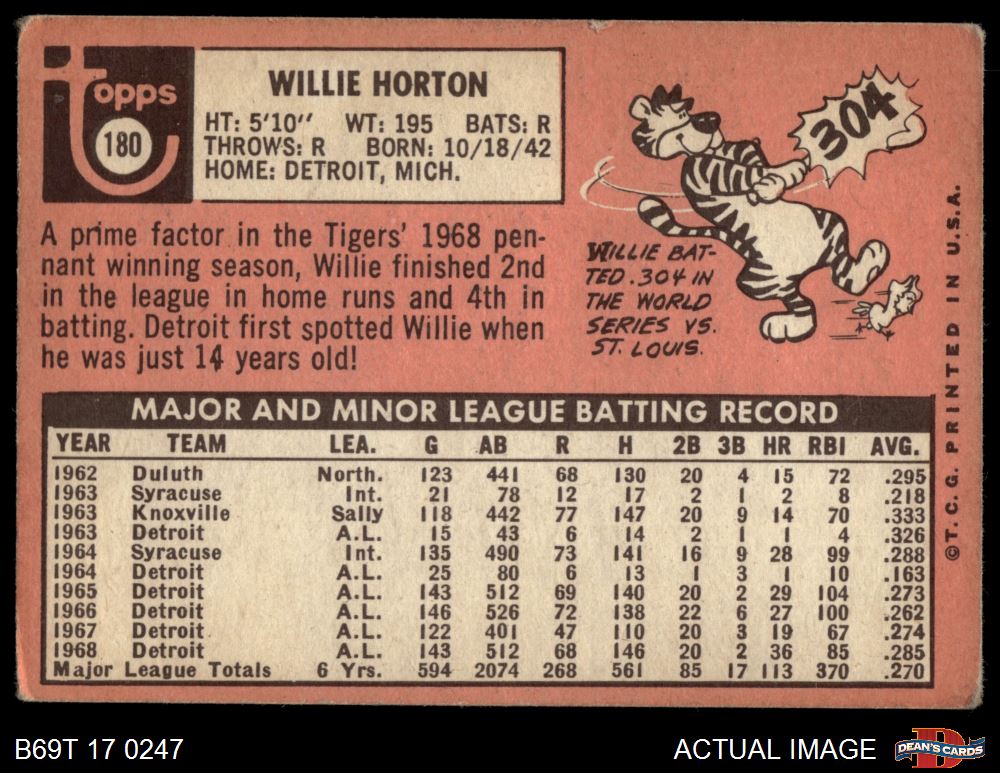 Topps
180
WILLIE HORTON
HT: 5'10" WT: 195 BATS: R
THROWS: R BORN: 10/18/42
HOME: DETROIT, MICH.
A prime factor in the Tigers' 1968 pen-
nant winning season, Willie finished 2nd
in the league in home runs and 4th in
batting. Detroit first spotted Willie when
he was just 14 years old!
304
WILLIE BAT-
TED .304 IN
THE WORLD
SERIES VS.
ST. LOUIS.
MAJOR AND MINOR LEAGUE BATTING RECORD
YEAR TEAM LEA. G AB R H 2B 3B HR RBI AVG.
1962 Duluth North. 123 441 68 130 20 4 15 72 .295
1963 Syracuse Int. 21 78 12 17 2 1 2 8 .218
1963 Knoxville Sally 118 442 77 147 20 9 14 70 .333
1963 Detroit A.L. 15 43 6 14 2 1 1 4 .326
1964 Syracuse Int. 135 490 73 141 16 9 28 99 .288
1964 Detroit A.L. 25 80 6 13 1 3 1 10 .163
1965 Detroit A.L. 143 512 69 140 20 2 29 104 .273
1966 Detroit A.L. 146 526 72 138 22 6 27 100 .262
1967 Detroit A.L. 122 401 47 110 20 3 19 67 .274
1968 Detroit A.L. 143 512 68 146 20 2 36 85 .285
Major League Totals 6 Yrs. 594 2074 268 561 85 17 113 370 .270
©T. C. G. PRINTED IN U.S.A.
B69T 17 0247
ACTUAL IMAGE
D
DEAN'S CARDS